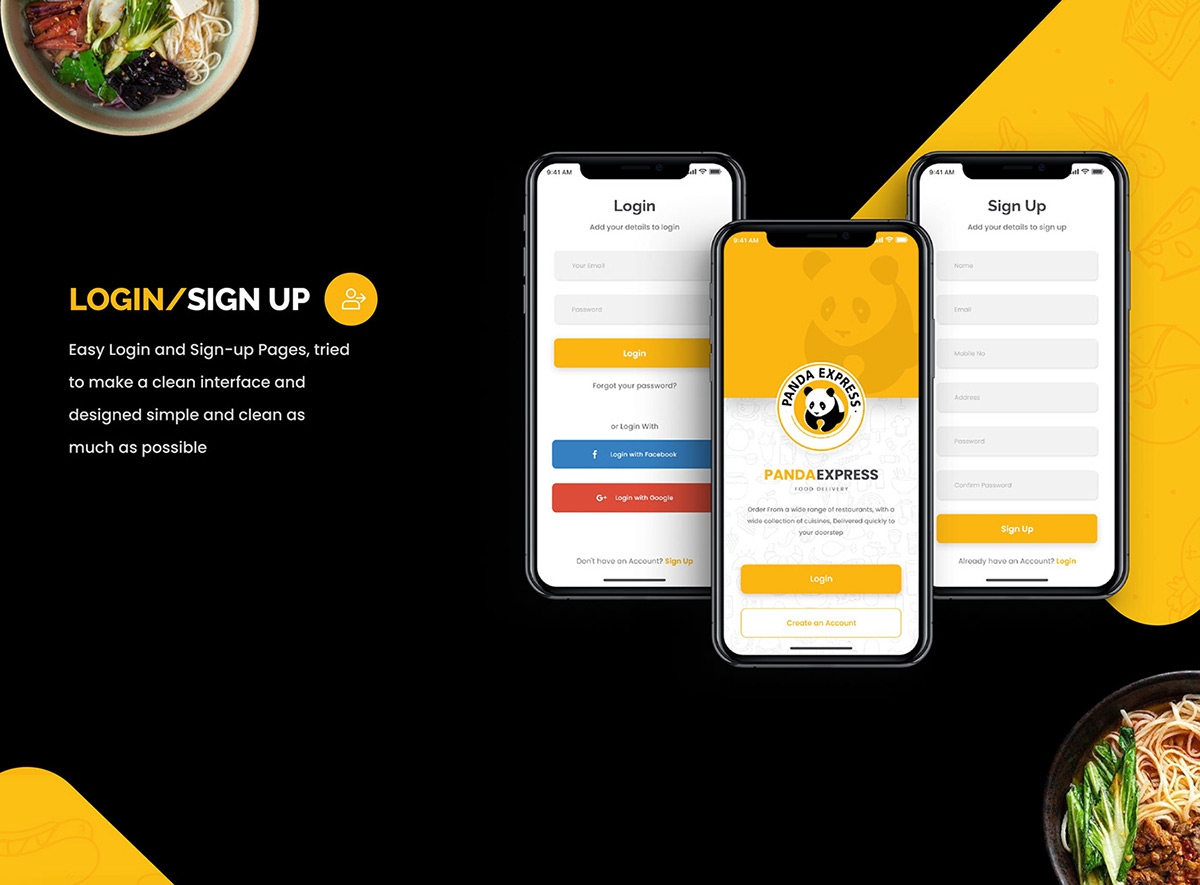 LOGIN/SIGN UP
Easy Login and Sign-up Pages, tried
to make a clean interface and
designed simple and clean as
much as possible
9:41 AM
Login
Add your details to login
Your Email
Password
Login
Forgot your password?
or Login With
f Login with Facebook
G+ Login with Google
Don't have an Account? Sign Up
9:41 AM
PANDA EXPRESS
PANDAEXPRESS
FOOD DELIVERY
Order From a wide range of restaurants, with a
wide collection of cuisines, Delivered quickly to
your doorstep
Login
Create an Account
9:41 AM
Sign Up
Add your details to sign up
Name
Email
Mobile No
Address
Password
Confirm Password
Sign Up
Already have an Account? Login